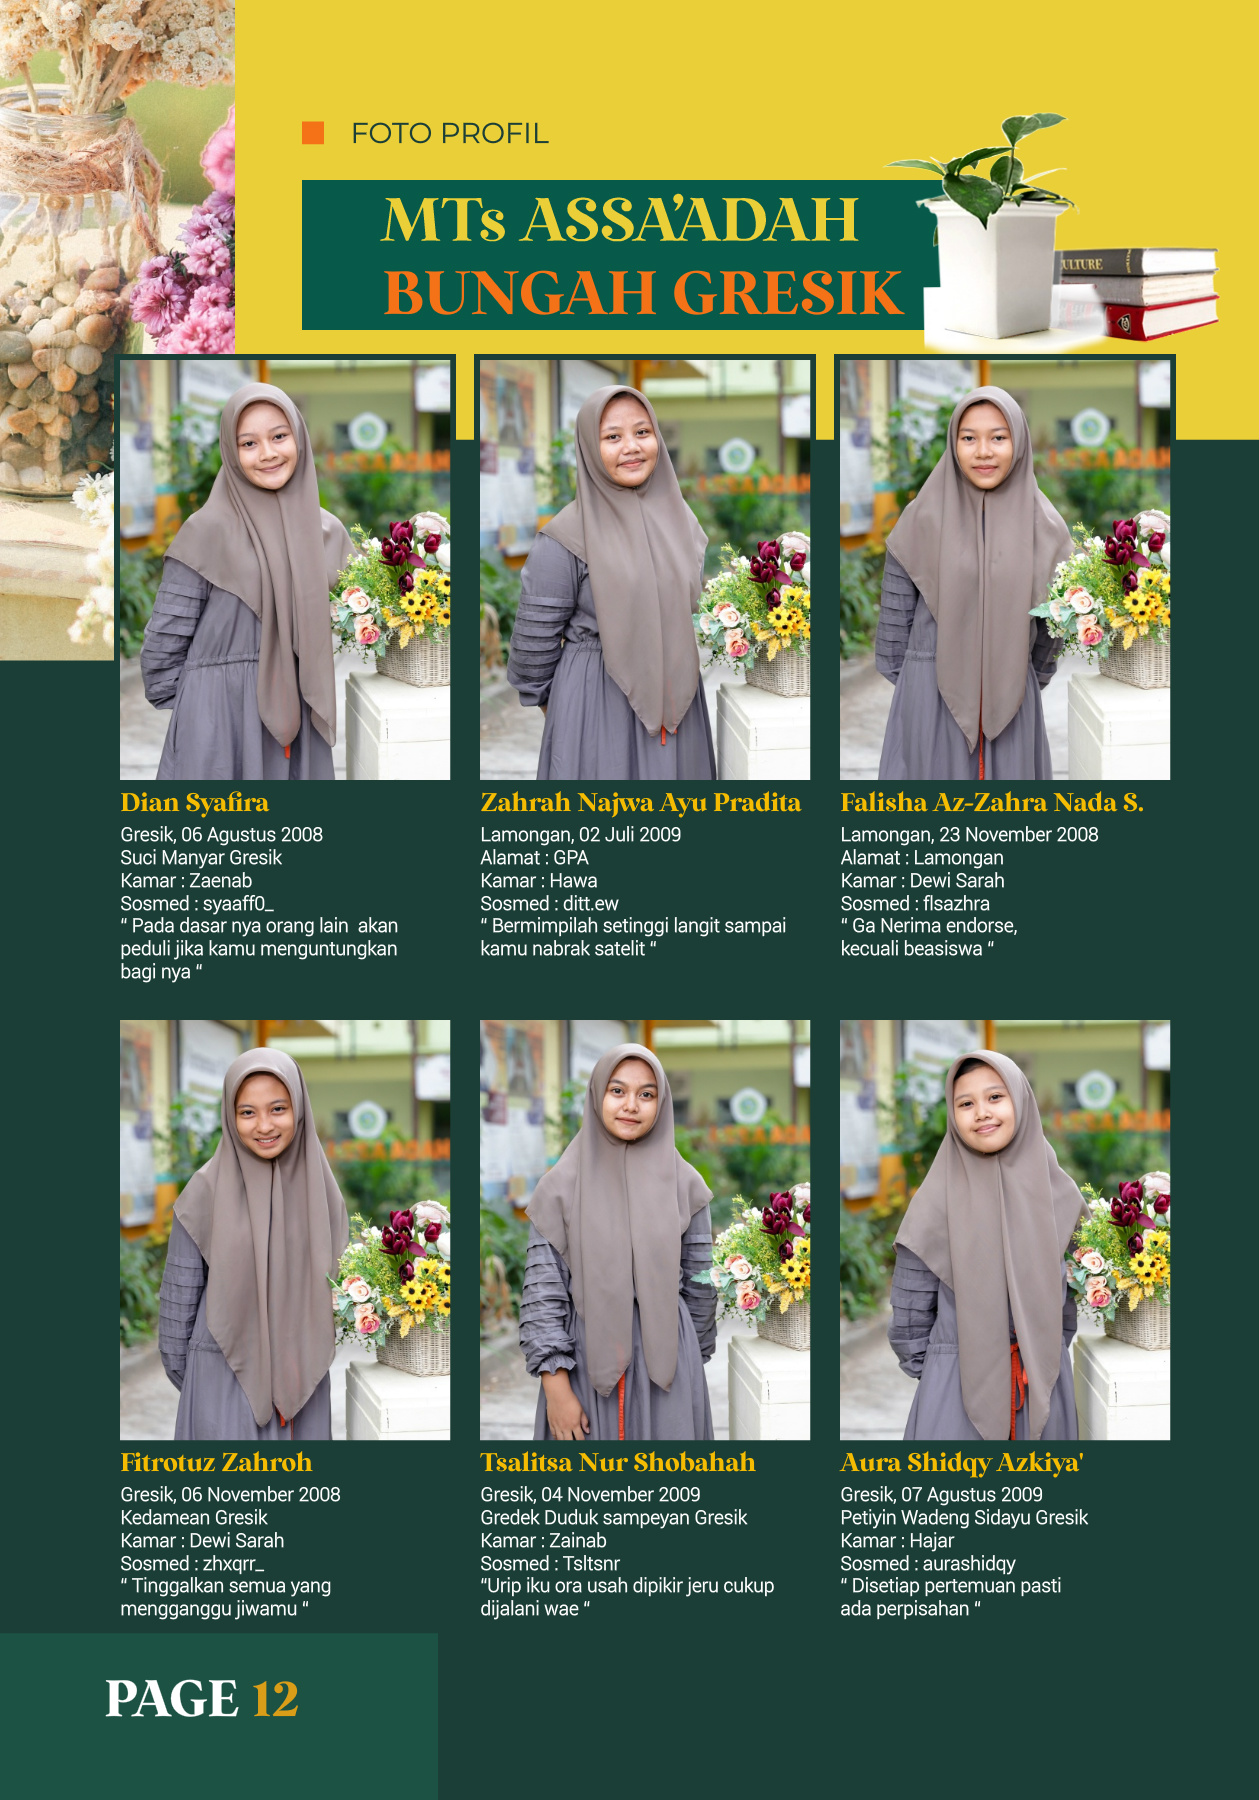 FOTO PROFIL
MTs ASSA'ADAH
BUNGAH GRESIK
ULTURE
Dian Syafira
Gresik, 06 Agustus 2008
Suci Manyar Gresik
Kamar : Zaenab
Sosmed : syaaff0_
“ Pada dasar nya orang lain  akan
peduli jika kamu menguntungkan
bagi nya “
Zahrah Najwa Ayu Pradita
Lamongan, 02 Juli 2009
Alamat : GPA
Kamar : Hawa
Sosmed : ditt.ew
“ Bermimpilah setinggi langit sampai
kamu nabrak satelit “
Falisha Az-Zahra Nada S.
Lamongan, 23 November 2008
Alamat : Lamongan
Kamar : Dewi Sarah
Sosmed : flsazhra
“ Ga Nerima endorse,
kecuali beasiswa “
Fitrotuz Zahroh
Gresik, 06 November 2008
Kedamean Gresik
Kamar : Dewi Sarah
Sosmed : zhxqrr_
“ Tinggalkan semua yang
mengganggu jiwamu “
Tsalitsa Nur Shobahah
Gresik, 04 November 2009
Gredek Duduk sampeyan Gresik
Kamar : Zainab
Sosmed : Tsltsnr
“Urip iku ora usah dipikir jeru cukup
dijalani wae “
Aura Shidqy Azkiya'
Gresik, 07 Agustus 2009
Petiyin Wadeng Sidayu Gresik
Kamar : Hajar
Sosmed : aurashidqy
“ Disetiap pertemuan pasti
ada perpisahan “
PAGE 12